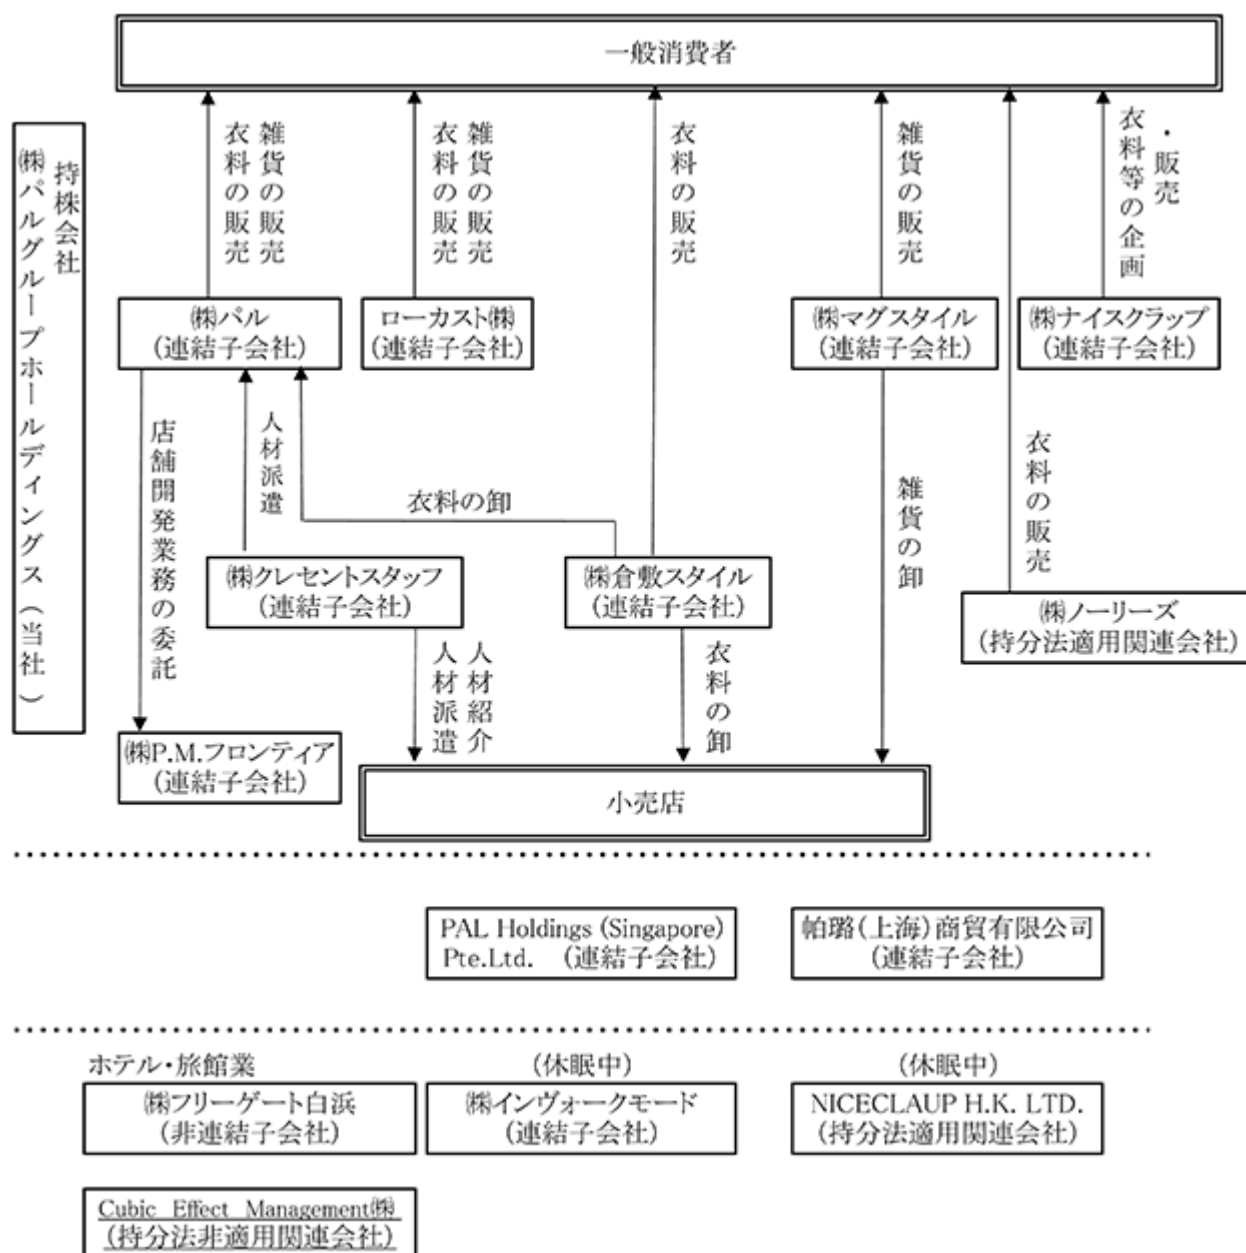 一般消費者
持株会社
㈱パルグループホールディングス（当社）
雑貨の販売
衣料の販売
雑貨の販売
衣料の販売
衣料の販売
雑貨の販売
・販売
衣料等の企画
㈱パル
(連結子会社)
ローカスト㈱
(連結子会社)
㈱マグスタイル
(連結子会社)
㈱ナイスクラップ
(連結子会社)
店舗開発業務の委託
人材派遣
衣料の卸
雑貨の卸
衣料の販売
㈱クレセントスタッフ
(連結子会社)
㈱倉敷スタイル
(連結子会社)
㈱ノーリーズ
(持分法適用関連会社)
人材紹介
人材派遣
衣料の卸
㈱P.M.フロンティア
(連結子会社)
小売店
PAL Holdings (Singapore)
Pte.Ltd. (連結子会社)
帕璐(上海)商貿有限公司
(連結子会社)
ホテル・旅館業
㈱フリーゲート白浜
(非連結子会社)
(休眠中)
㈱インヴォークモード
(連結子会社)
(休眠中)
NICECLAUP H.K. LTD.
(持分法適用関連会社)
Cubic Effect Management㈱
(持分法非適用関連会社)